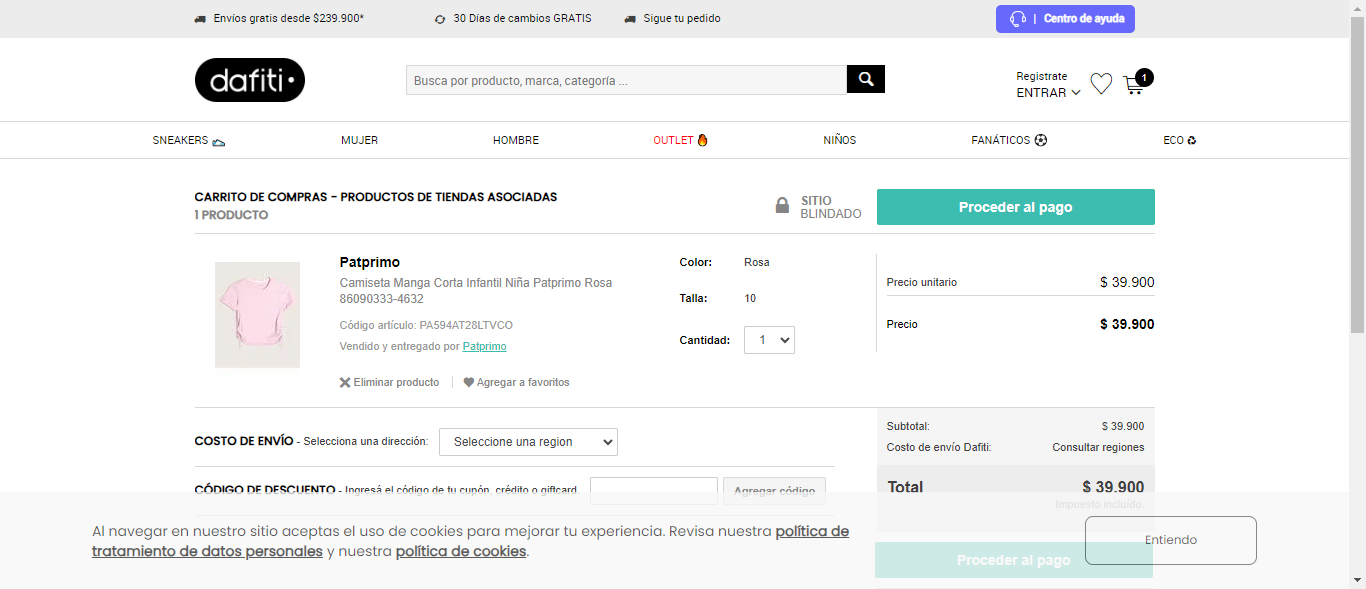 Envíos gratis desde $239.900*
30 Días de cambios GRATIS
Sigue tu pedido
| Centro de ayuda
dafiti
Busca por producto, marca, categoría ...
Registrate
ENTRAR
1
SNEAKERS
MUJER
HOMBRE
OUTLET
NIÑOS
FANÁTICOS
ECO
CARRITO DE COMPRAS - PRODUCTOS DE TIENDAS ASOCIADAS
1 PRODUCTO
SITIO
BLINDADO
Proceder al pago
Patprimo
Camiseta Manga Corta Infantil Niña Patprimo Rosa
86090333-4632
Código artículo: PA594AT28LTVCO
Vendido y entregado por Patprimo
Eliminar producto
Agregar a favoritos
Color: Rosa
Talla: 10
Cantidad: 1
Precio unitario $ 39.900
Precio $ 39.900
COSTO DE ENVÍO - Selecciona una dirección: Seleccione una region
Subtotal: $ 39.900
Costo de envío Dafiti: Consultar regiones
CÓDIGO DE DESCUENTO - Ingresá el código de tu cupón, crédito o giftcard Agregar código
Total $ 39.900
Impuesto incluido.
Proceder al pago
Al navegar en nuestro sitio aceptas el uso de cookies para mejorar tu experiencia. Revisa nuestra política de
tratamiento de datos personales y nuestra política de cookies.
Entiendo